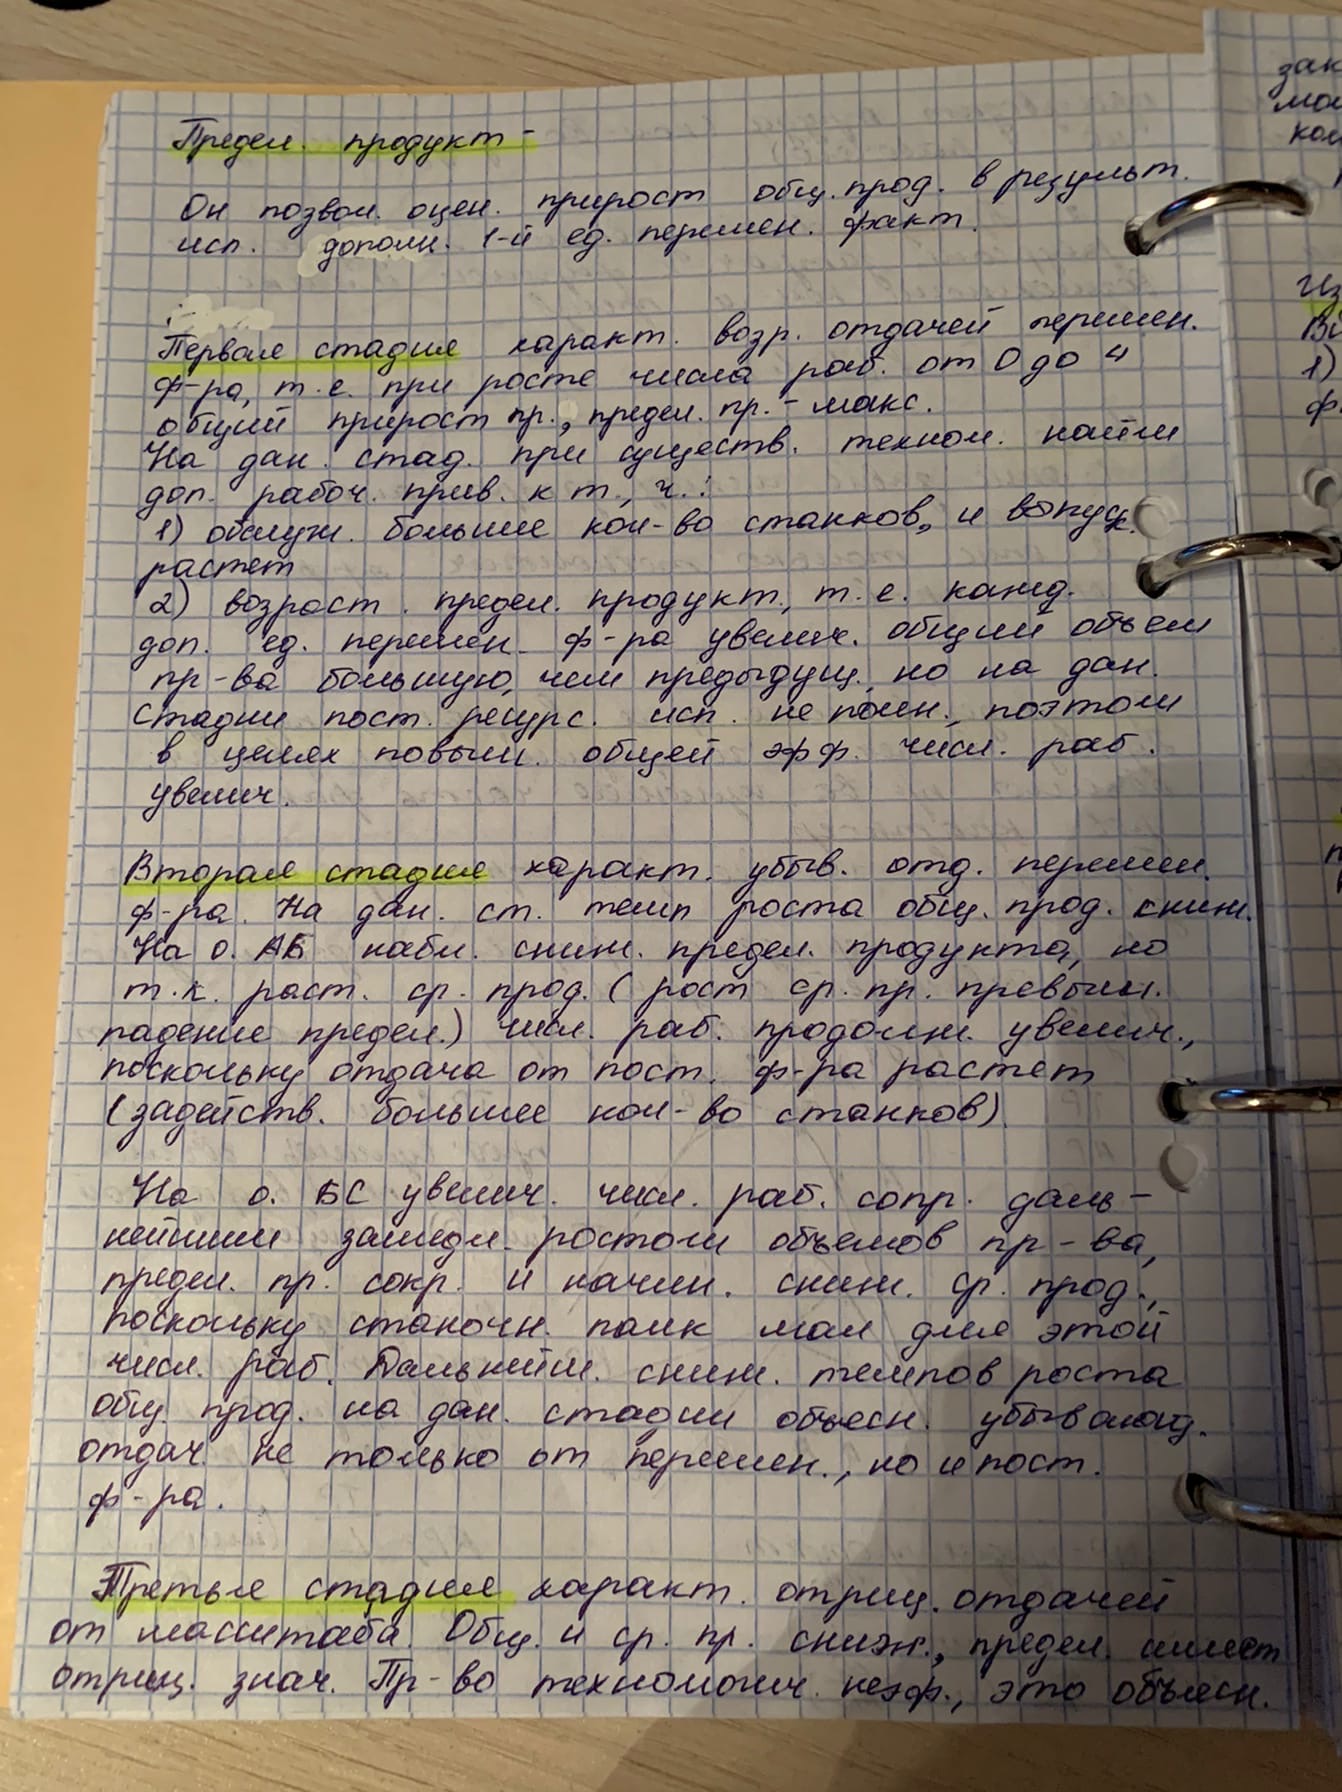 Предел. продукт -
Он позвол. оцен. прирост общ. прод. в результ.
исп. дополн. 1-й ед. перемен. факт.
Первая стадия характ. возр. отдачей перемен.
ф-ра, т.е. при росте числа раб. от 0 до 4
общий прирост пр., предел. пр. - макс.
На дан. стад. при существ. технол. найм
доп. рабоч. прив. к т., ч.:
1) обслуж. большее кол-во станков, и выпуск.
растет
2) возраст. предел. продукт., т.е. кажд.
доп. ед. перемен. ф-ра увелич. общий объем
пр-ва большую, чем предыдущ., но на дан.
стадии пост. ресурс. исп. не полн., поэтом
в целях повыш. общей эфф. числ. раб.
увелич.
Вторая стадия характ. убыв. отд. перемен.
ф-ра. На дан. ст. темп роста общ. прод. сниж.
На о. АБ набл. сниж. предел. продукта, но
т.к. раст. ср. прод. (рост ср. пр. превыш.
падение предел.) числ. раб. продолж. увелич.,
поскольку отдача от пост. ф-ра растет
(задейств. большее кол-во станков)
На о. БС увелич. числ. раб. сопр. даль-
нейшим замедл. ростом объемов пр-ва,
предел. пр. сокр. и начин. сниж. ср. прод.,
поскольку станочн. парк мал для этой
числ. раб. Дальнейш. сниж. темпов роста
общ. прод. на дан. стадии объясн. убывающ.
отдач. не только от перемен., но и пост.
ф-ра.
Третья стадия характ. отриц. отдачей
от масштаба. Общ. и ср. пр. сниж., предел. имеет
отриц. знач. Пр-во технологич. неэф., это объясн.
зак
кол
1)
ф.